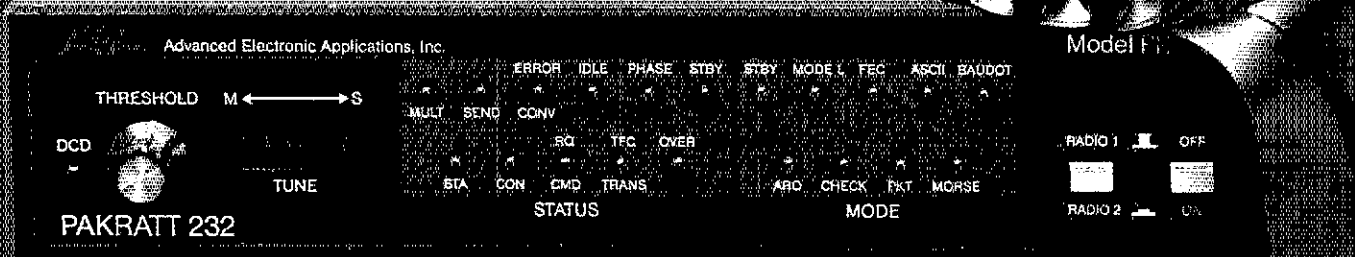 Advanced Electronic Applications, Inc.
Model
ERROR IDLE PHASE STBY STBY MODE L FEC ASCII BAUDOT
THRESHOLD M S
MULT SEND CONV
DCD
RQ TFC OVER
RADIO 1 OFF
TUNE
STA CON CMD TRANS ARQ CHECK PKT MORSE
STATUS MODE
RADIO 2 ON
PAKRATT 232